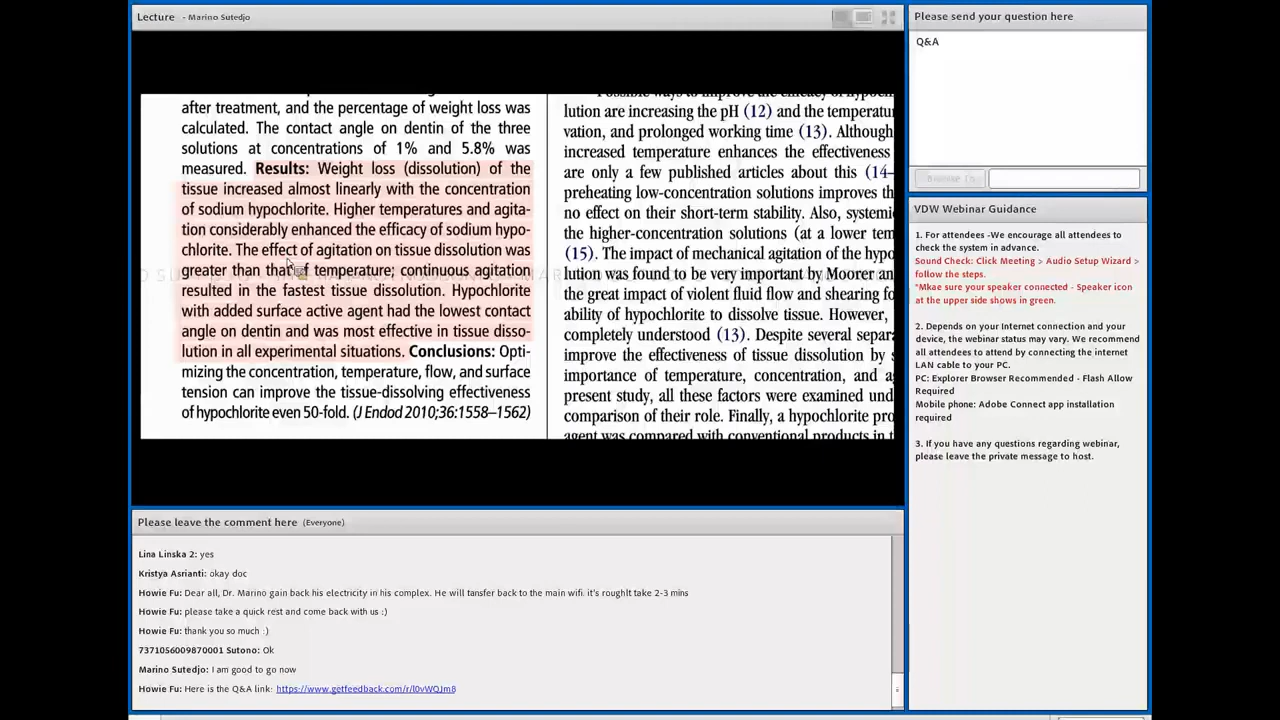 Lecture - Marino Sutedjo
after treatment, and the percentage of weight loss was
calculated. The contact angle on dentin of the three
solutions at concentrations of 1% and 5.8% was
measured. Results: Weight loss (dissolution) of the
tissue increased almost linearly with the concentration
of sodium hypochlorite. Higher temperatures and agita-
tion considerably enhanced the efficacy of sodium hypo-
chlorite. The effect of agitation on tissue dissolution was
greater than that of temperature; continuous agitation
resulted in the fastest tissue dissolution. Hypochlorite
with added surface active agent had the lowest contact
angle on dentin and was most effective in tissue disso-
lution in all experimental situations. Conclusions: Opti-
mizing the concentration, temperature, flow, and surface
tension can improve the tissue-dissolving effectiveness
of hypochlorite even 50-fold. (J Endod 2010;36:1558–1562)
Possible ways to improve the efficacy of hypoch
lution are increasing the pH (12) and the temperatur
vation, and prolonged working time (13). Although
increased temperature enhances the effectiveness
are only a few published articles about this (14–
preheating low-concentration solutions improves th
no effect on their short-term stability. Also, systemic
the higher-concentration solutions (at a lower tem
(15). The impact of mechanical agitation of the hypo
lution was found to be very important by Moorer an
the great impact of violent fluid flow and shearing fo
ability of hypochlorite to dissolve tissue. However,
completely understood (13). Despite several separa
improve the effectiveness of tissue dissolution by s
importance of temperature, concentration, and a
present study, all these factors were examined und
comparison of their role. Finally, a hypochlorite pro
agent was compared with conventional products in t
Please leave the comment here (Everyone)
Lina Linska 2: yes
Kristya Asrianti: okay doc
Howie Fu: Dear all, Dr. Marino gain back his electricity in his complex. He will tansfer back to the main wifi. it's roughlt take 2-3 mins
Howie Fu: please take a quick rest and come back with us :)
Howie Fu: thank you so much :)
7371056009870001 Sutono: Ok
Marino Sutedjo: I am good to go now
Howie Fu: Here is the Q&A link: https://www.getfeedback.com/r/l0vWQJm8
Please send your question here
Q&A
Browse To
VDW Webinar Guidance
1. For attendees -We encourage all attendees to
check the system in advance.
Sound Check: Click Meeting > Audio Setup Wizard >
follow the steps.
*Mkae sure your speaker connected - Speaker icon
at the upper side shows in green.
2. Depends on your Internet connection and your
device, the webinar status may vary. We recommend
all attendees to attend by connecting the internet
LAN cable to your PC.
PC: Explorer Browser Recommended - Flash Allow
Required
Mobile phone: Adobe Connect app installation
required
3. If you have any questions regarding webinar,
please leave the private message to host.